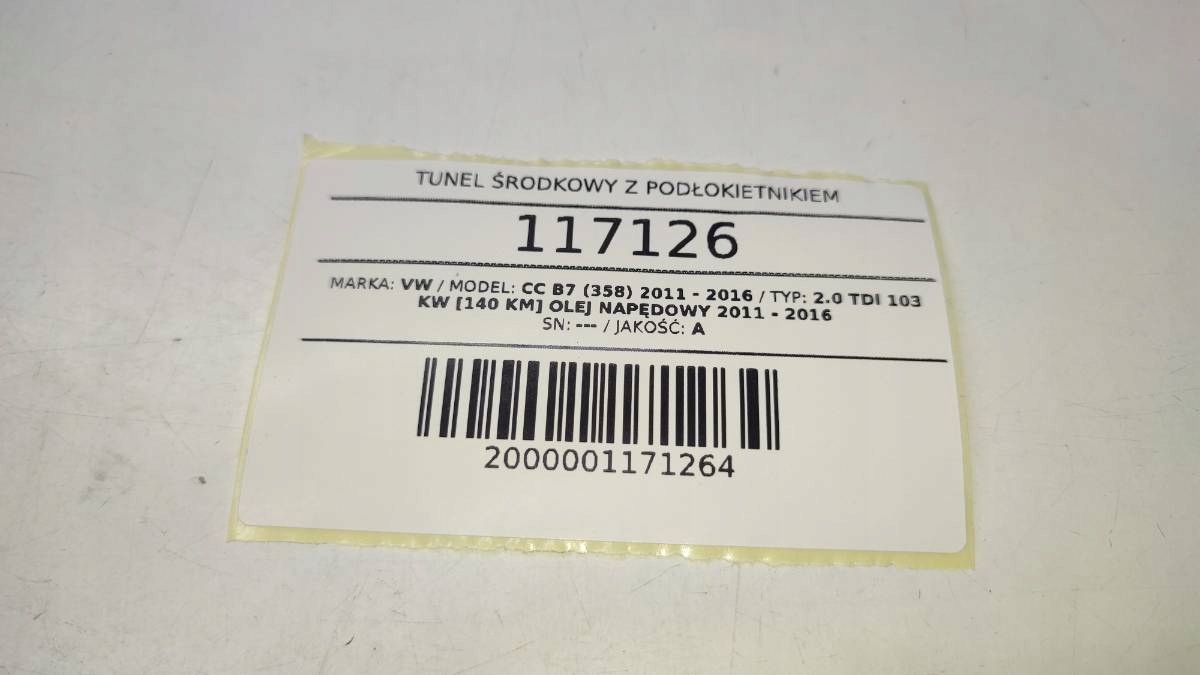 TUNEL ŚRODKOWY Z PODŁOKIETNIKIEM
117126
MARKA: VW / MODEL: CC B7 (358) 2011 - 2016 / TYP: 2.0 TDI 103
KW [140 KM] OLEJ NAPĘDOWY 2011 - 2016
SN: --- / JAKOŚĆ: A
2000001171264